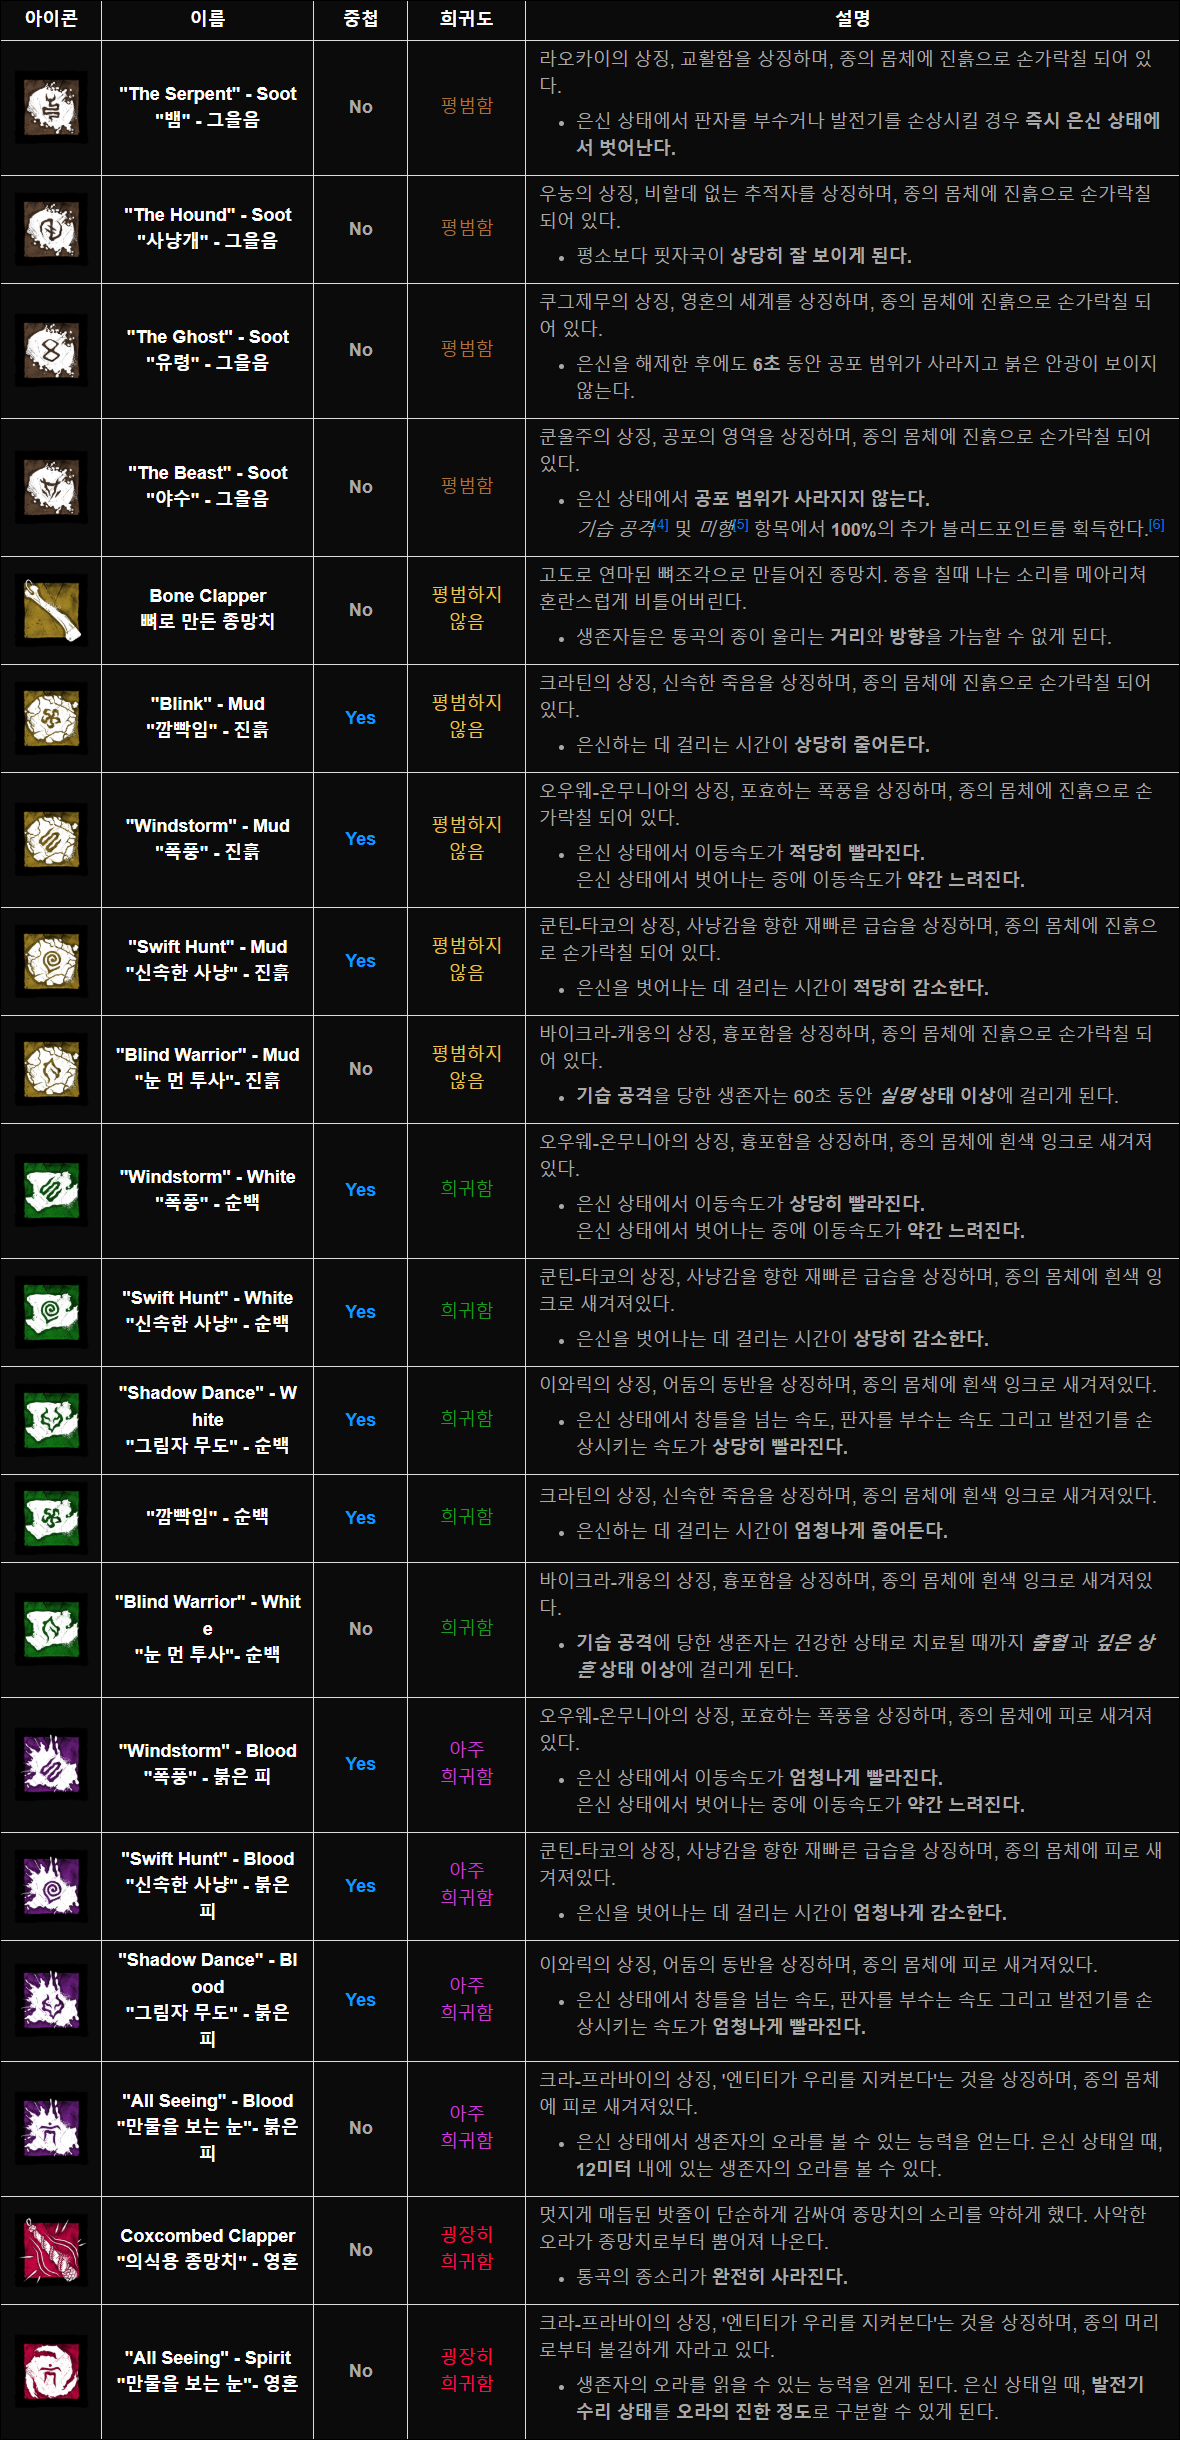 아이콘 이름 중첩 희귀도 설명
"The Serpent" - Soot
"뱀" - 그을음
No
평범함
라오카이의 상징, 교활함을 상징하며, 종의 몸체에 진흙으로 손가락칠 되어 있
다.
• 은신 상태에서 판자를 부수거나 발전기를 손상시킬 경우 즉시 은신 상태에
서 벗어난다.
"The Hound" - Soot
"사냥개" - 그을음
No
평범함
우눙의 상징, 비할데 없는 추적자를 상징하며, 종의 몸체에 진흙으로 손가락칠
되어 있다.
• 평소보다 핏자국이 상당히 잘 보이게 된다.
"The Ghost" - Soot
"유령" - 그을음
No
평범함
쿠그제무의 상징, 영혼의 세계를 상징하며, 종의 몸체에 진흙으로 손가락칠 되
어 있다.
• 은신을 해제한 후에도 6초 동안 공포 범위가 사라지고 붉은 안광이 보이지
않는다.
"The Beast" - Soot
"야수" - 그을음
No
평범함
쿤울주의 상징, 공포의 영역을 상징하며, 종의 몸체에 진흙으로 손가락칠 되어
있다.
• 은신 상태에서 공포 범위가 사라지지 않는다.
기습 공격[4] 및 미행[5] 항목에서 100%의 추가 블러드포인트를 획득한다.[6]
Bone Clapper
뼈로 만든 종망치
No
평범하지
않음
고도로 연마된 뼈조각으로 만들어진 종망치. 종을 칠때 나는 소리를 메아리쳐
혼란스럽게 비틀어버린다.
• 생존자들은 통곡의 종이 울리는 거리와 방향을 가늠할 수 없게 된다.
"Blink" - Mud
"깜빡임" - 진흙
Yes
평범하지
않음
크라틴의 상징, 신속한 죽음을 상징하며, 종의 몸체에 진흙으로 손가락칠 되어
있다.
• 은신하는 데 걸리는 시간이 상당히 줄어든다.
"Windstorm" - Mud
"폭풍" - 진흙
Yes
평범하지
않음
오우웨-온무니아의 상징, 포효하는 폭풍을 상징하며, 종의 몸체에 진흙으로 손
가락칠 되어 있다.
• 은신 상태에서 이동속도가 적당히 빨라진다.
은신 상태에서 벗어나는 중에 이동속도가 약간 느려진다.
"Swift Hunt" - Mud
"신속한 사냥" - 진흙
Yes
평범하지
않음
쿤틴-타코의 상징, 사냥감을 향한 재빠른 급습을 상징하며, 종의 몸체에 진흙으
로 손가락칠 되어 있다.
• 은신을 벗어나는 데 걸리는 시간이 적당히 감소한다.
"Blind Warrior" - Mud
"눈 먼 투사"- 진흙
No
평범하지
않음
바이크라-캐웅의 상징, 흉포함을 상징하며, 종의 몸체에 진흙으로 손가락칠 되
어 있다.
• 기습 공격을 당한 생존자는 60초 동안 실명 상태 이상에 걸리게 된다.
"Windstorm" - White
"폭풍" - 순백
Yes
희귀함
오우웨-온무니아의 상징, 흉포함을 상징하며, 종의 몸체에 흰색 잉크로 새겨져
있다.
• 은신 상태에서 이동속도가 상당히 빨라진다.
은신 상태에서 벗어나는 중에 이동속도가 약간 느려진다.
"Swift Hunt" - White
"신속한 사냥" - 순백
Yes
희귀함
쿤틴-타코의 상징, 사냥감을 향한 재빠른 급습을 상징하며, 종의 몸체에 흰색 잉
크로 새겨져있다.
• 은신을 벗어나는 데 걸리는 시간이 상당히 감소한다.
"Shadow Dance" - W
hite
"그림자 무도" - 순백
Yes
희귀함
이와릭의 상징, 어둠의 동반을 상징하며, 종의 몸체에 흰색 잉크로 새겨져있다.
• 은신 상태에서 창틀을 넘는 속도, 판자를 부수는 속도 그리고 발전기를 손
상시키는 속도가 상당히 빨라진다.
"깜빡임" - 순백
Yes
희귀함
크라틴의 상징, 신속한 죽음을 상징하며, 종의 몸체에 흰색 잉크로 새겨져있다.
• 은신하는 데 걸리는 시간이 엄청나게 줄어든다.
"Blind Warrior" - Whit
e
"눈 먼 투사"- 순백
No
희귀함
바이크라-캐웅의 상징, 흉포함을 상징하며, 종의 몸체에 흰색 잉크로 새겨져있
다.
• 기습 공격에 당한 생존자는 건강한 상태로 치료될 때까지 출혈과 깊은 상
흔 상태 이상에 걸리게 된다.
"Windstorm" - Blood
"폭풍" - 붉은 피
Yes
아주
희귀함
오우웨-온무니아의 상징, 포효하는 폭풍을 상징하며, 종의 몸체에 피로 새겨져
있다.
• 은신 상태에서 이동속도가 엄청나게 빨라진다.
은신 상태에서 벗어나는 중에 이동속도가 약간 느려진다.
"Swift Hunt" - Blood
"신속한 사냥" - 붉은
피
Yes
아주
희귀함
쿤틴-타코의 상징, 사냥감을 향한 재빠른 급습을 상징하며, 종의 몸체에 피로 새
겨져있다.
• 은신을 벗어나는 데 걸리는 시간이 엄청나게 감소한다.
"Shadow Dance" - Bl
ood
"그림자 무도" - 붉은
피
Yes
아주
희귀함
이와릭의 상징, 어둠의 동반을 상징하며, 종의 몸체에 피로 새겨져있다.
• 은신 상태에서 창틀을 넘는 속도, 판자를 부수는 속도 그리고 발전기를 손
상시키는 속도가 엄청나게 빨라진다.
"All Seeing" - Blood
"만물을 보는 눈"- 붉은
피
No
아주
희귀함
크라-프라바이의 상징, '엔티티가 우리를 지켜본다'는 것을 상징하며, 종의 몸체
에 피로 새겨져있다.
• 은신 상태에서 생존자의 오라를 볼 수 있는 능력을 얻는다. 은신 상태일 때,
12미터 내에 있는 생존자의 오라를 볼 수 있다.
Coxcombed Clapper
"의식용 종망치" - 영혼
No
굉장히
희귀함
멋지게 매듭된 밧줄이 단순하게 감싸여 종망치의 소리를 약하게 했다. 사악한
오라가 종망치로부터 뿜어져 나온다.
• 통곡의 종소리가 완전히 사라진다.
"All Seeing" - Spirit
"만물을 보는 눈"- 영혼
No
굉장히
희귀함
크라-프라바이의 상징, '엔티티가 우리를 지켜본다'는 것을 상징하며, 종의 머리
로부터 불길하게 자라고 있다.
• 생존자의 오라를 읽을 수 있는 능력을 얻게 된다. 은신 상태일 때, 발전기
수리 상태를 오라의 진한 정도로 구분할 수 있게 된다.